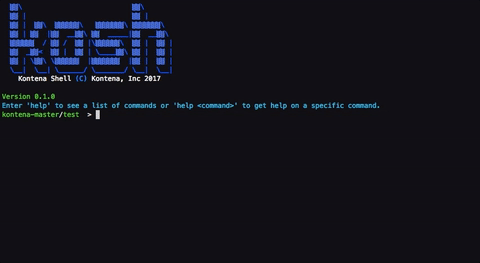 KOSH
Kontena Shell (C) Kontena, Inc 2017
Version 0.1.0
Enter 'help' to see a list of commands or 'help <command>' to get help on a specific command.
kontena-master/test >